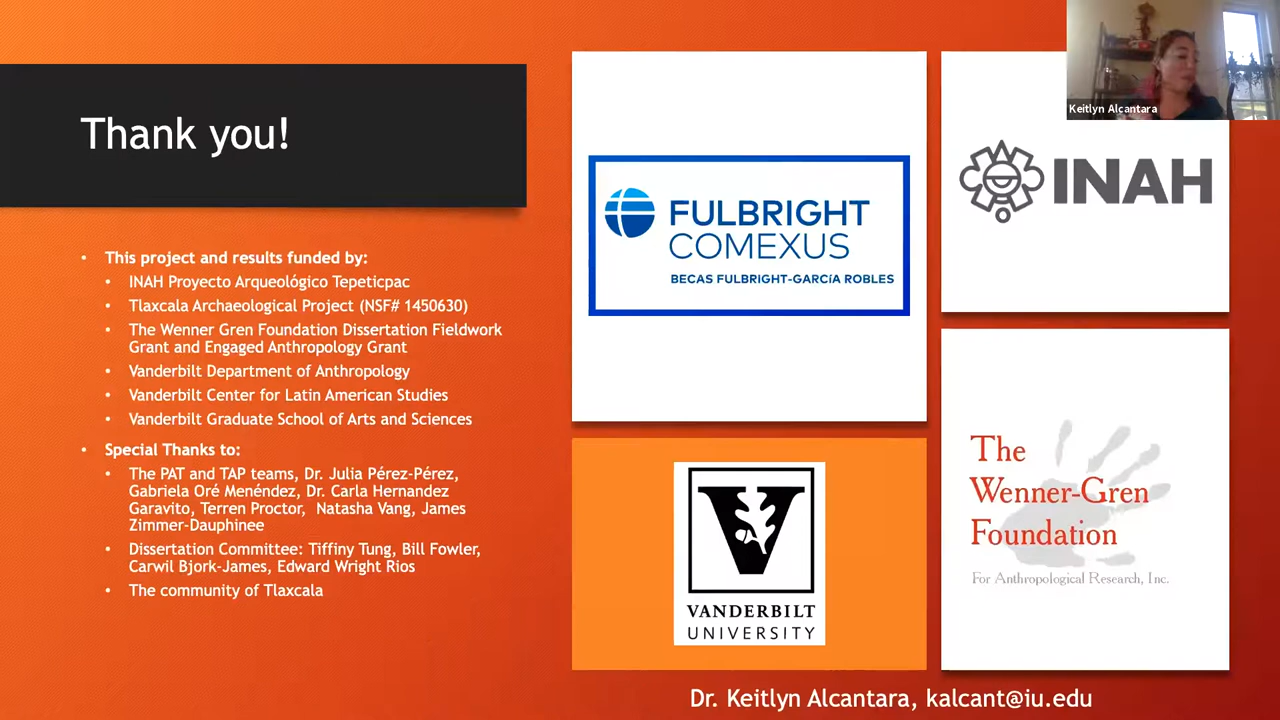 Thank you!
This project and results funded by:
INAH Proyecto Arqueológico Tepeticpac
Tlaxcala Archaeological Project (NSF# 1450630)
The Wenner Gren Foundation Dissertation Fieldwork
Grant and Engaged Anthropology Grant
Vanderbilt Department of Anthropology
Vanderbilt Center for Latin American Studies
Vanderbilt Graduate School of Arts and Sciences
Special Thanks to:
The PAT and TAP teams, Dr. Julia Pérez-Pérez,
Gabriela Oré Menéndez, Dr. Carla Hernandez
Garavito, Terren Proctor, Natasha Vang, James
Zimmer-Dauphinee
Dissertation Committee: Tiffiny Tung, Bill Fowler,
Carwil Bjork-James, Edward Wright Rios
The community of Tlaxcala
FULBRIGHT
COMEXUS
BECAS FULBRIGHT-GARCíA ROBLES
Keitlyn Alcantara
INAH
VANDERBILT
UNIVERSITY
The
Wenner-Gren
Foundation
For Anthropological Research, Inc.
Dr. Keitlyn Alcantara, kalcant@iu.edu